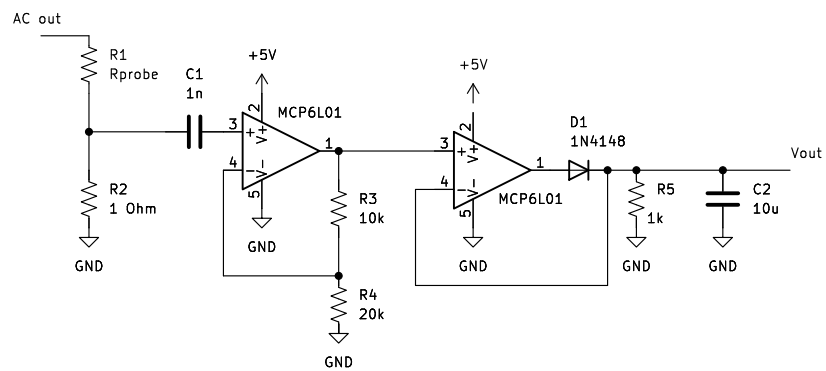 AC out
R1
Rprobe
C1
1n
+5V
MCP6L01
2
V+
3
+
4
-
V-
5
1
GND
R2
1 Ohm
GND
R3
10k
R4
20k
GND
+5V
2
V+
3
+
4
-
V-
5
1
MCP6L01
GND
D1
1N4148
R5
1k
GND
C2
10u
GND
Vout